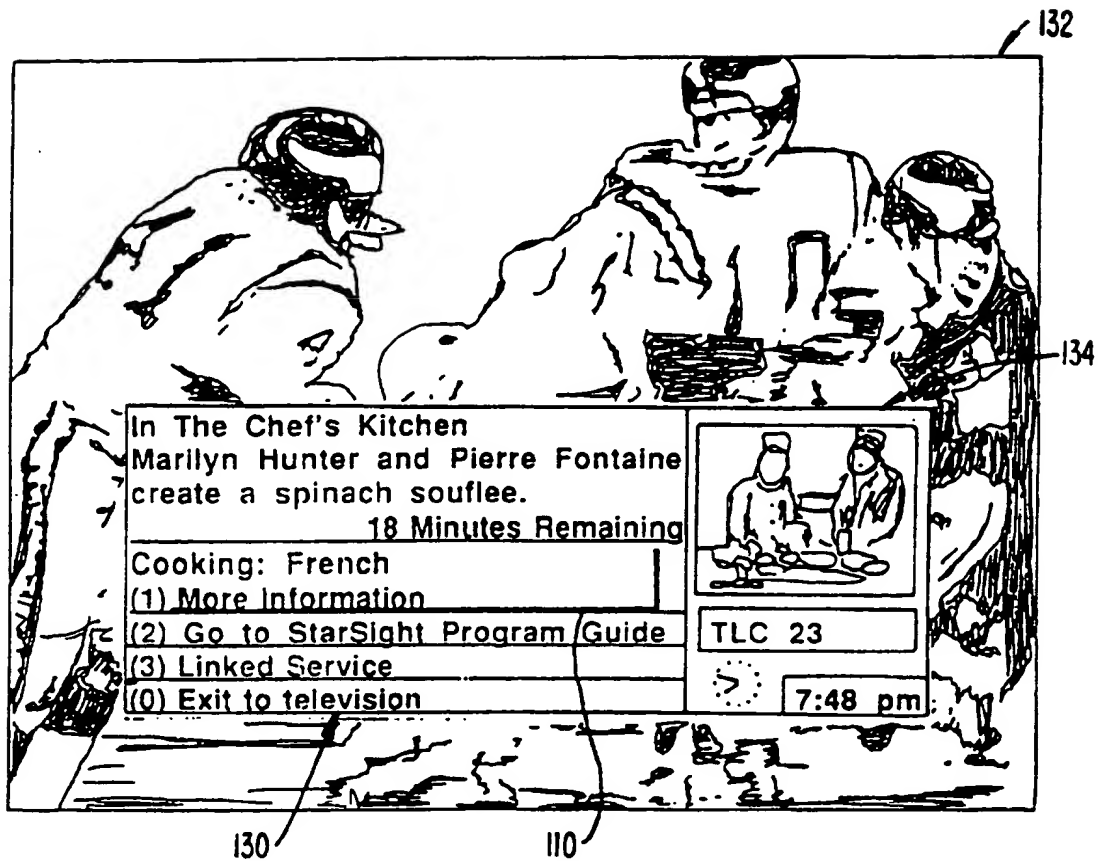 132
134
In The Chef's Kitchen
Marilyn Hunter and Pierre Fontaine
create a spinach souflee.
18 Minutes Remaining
Cooking: French
(1) More Information
(2) Go to StarSight Program Guide
(3) Linked Service
(0) Exit to television
TLC 23
7:48 pm
130
110